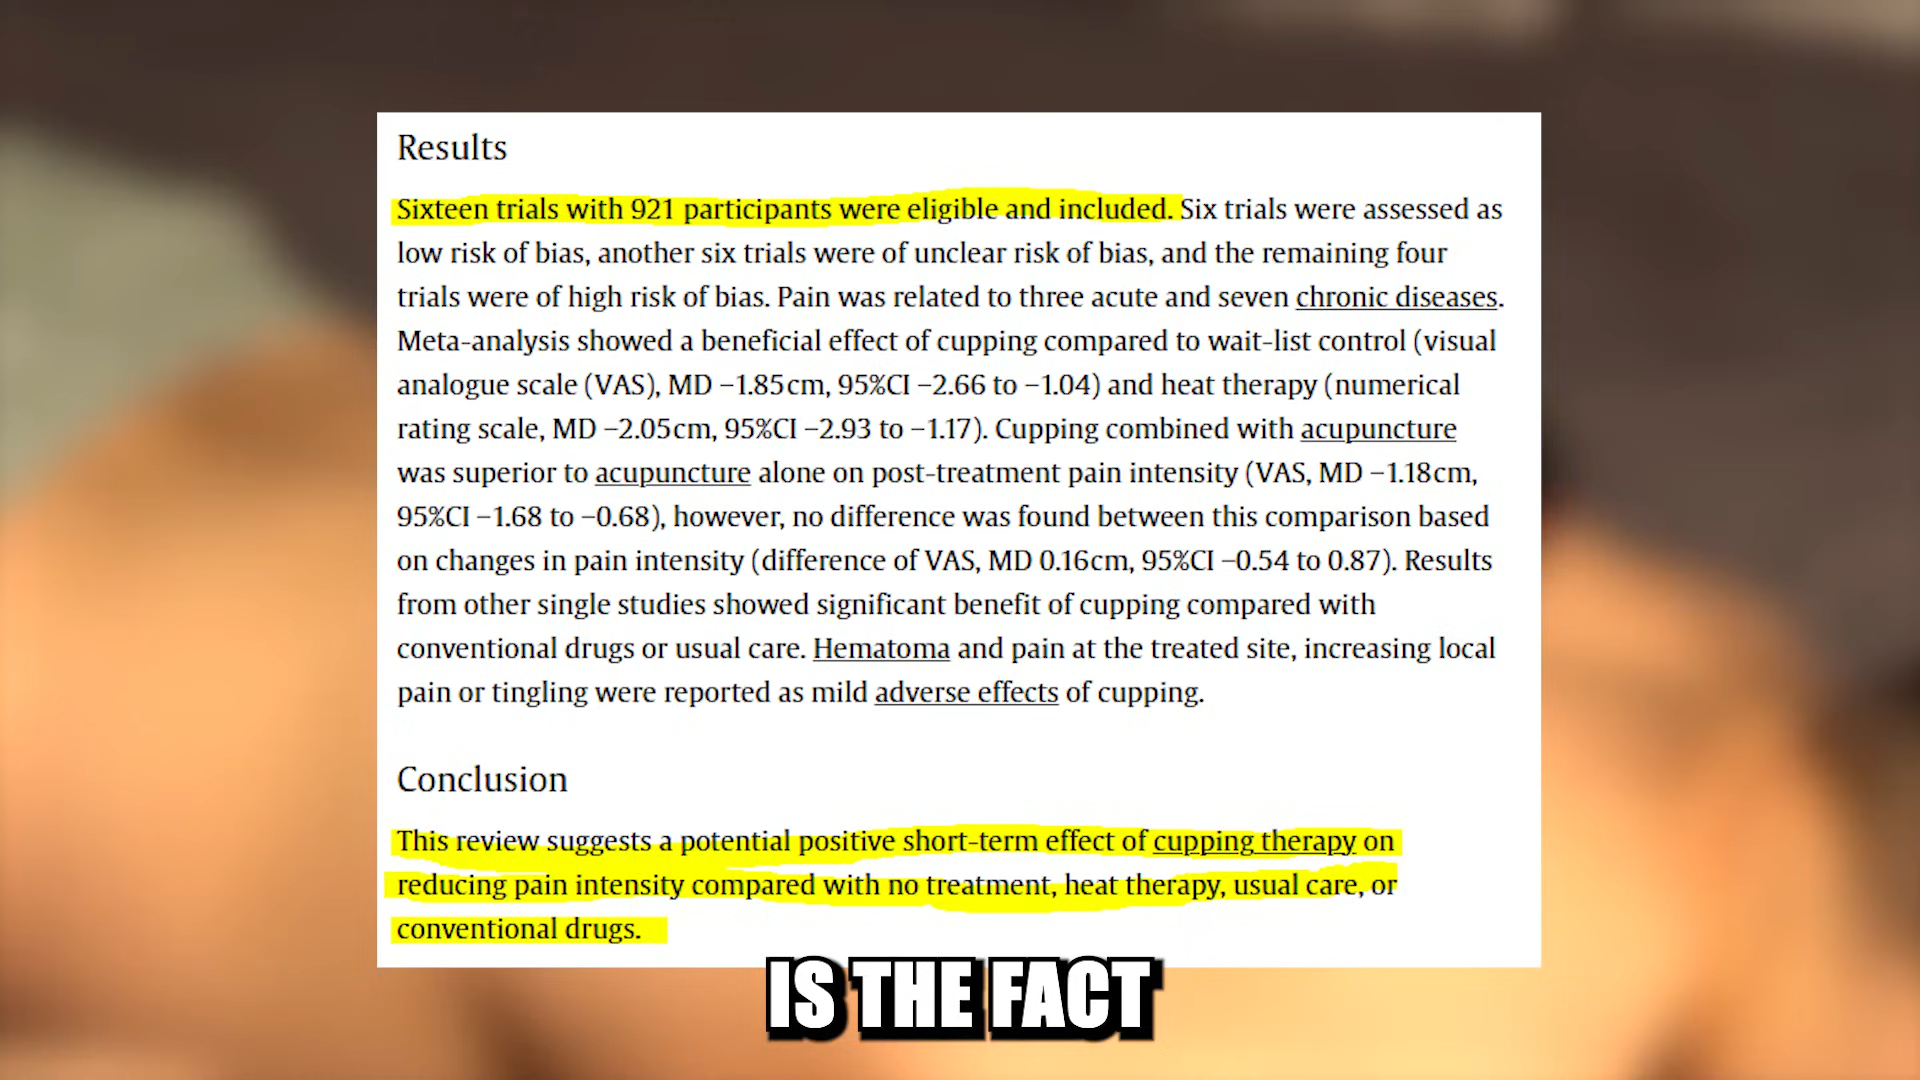 Results
Sixteen trials with 921 participants were eligible and included. Six trials were assessed as
low risk of bias, another six trials were of unclear risk of bias, and the remaining four
trials were of high risk of bias. Pain was related to three acute and seven chronic diseases.
Meta-analysis showed a beneficial effect of cupping compared to wait-list control (visual
analogue scale (VAS), MD −1.85cm, 95%CI −2.66 to −1.04) and heat therapy (numerical
rating scale, MD −2.05cm, 95%CI −2.93 to −1.17). Cupping combined with acupuncture
was superior to acupuncture alone on post-treatment pain intensity (VAS, MD −1.18cm,
95%CI −1.68 to −0.68), however, no difference was found between this comparison based
on changes in pain intensity (difference of VAS, MD 0.16cm, 95%CI −0.54 to 0.87). Results
from other single studies showed significant benefit of cupping compared with
conventional drugs or usual care. Hematoma and pain at the treated site, increasing local
pain or tingling were reported as mild adverse effects of cupping.
Conclusion
This review suggests a potential positive short-term effect of cupping therapy on
reducing pain intensity compared with no treatment, heat therapy, usual care, or
conventional drugs.
IS THE FACT